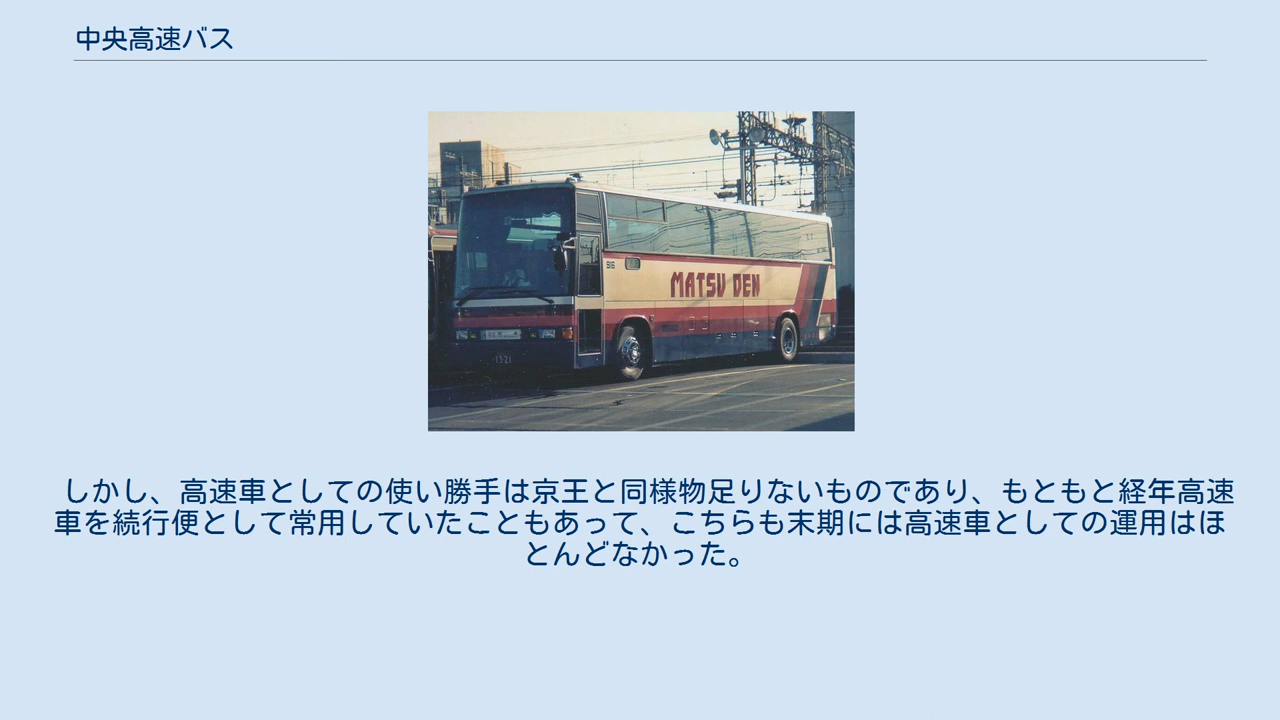 中央高速バス
916
MATSU DEN
13-21
しかし、高速車としての使い勝手は京王と同様物足りないものであり、もともと経年高速
車を続行便として常用していたこともあって、こちらも末期には高速車としての運用はほ
とんどなかった。